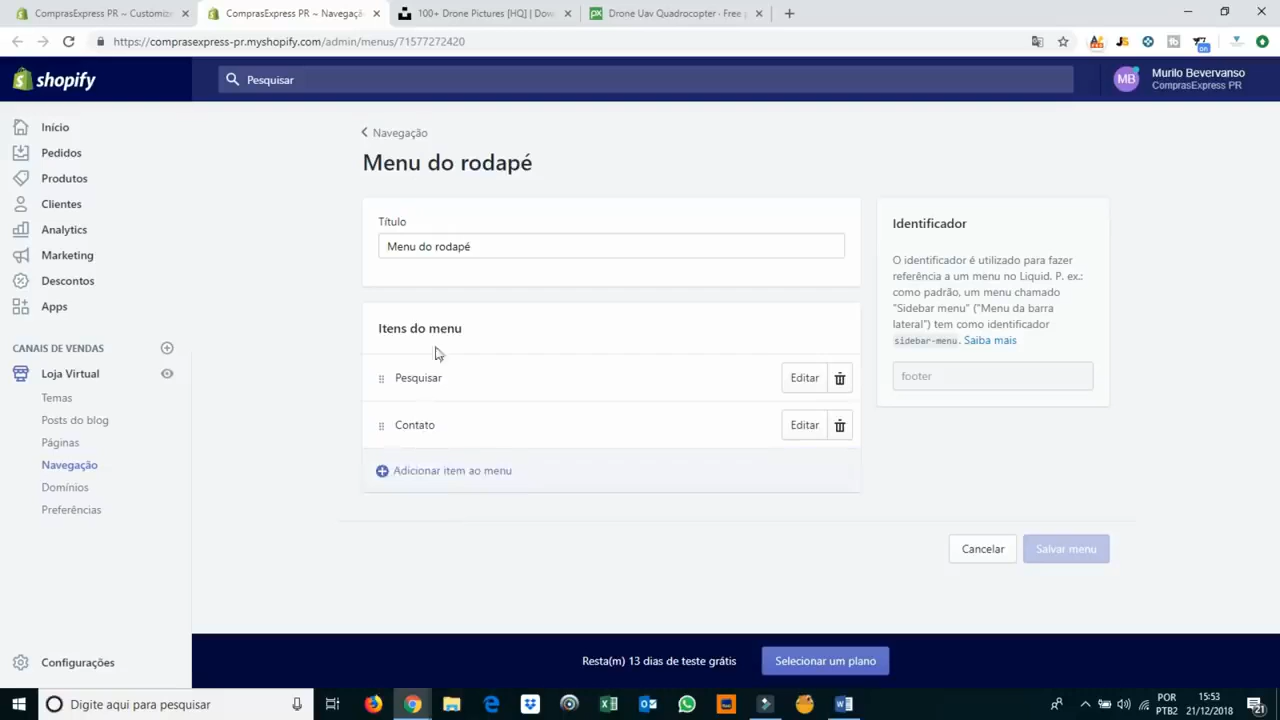 ComprasExpress PR ~ Customiz
ComprasExpress PR ~ Navegaçã
100+ Drone Pictures [HQ] | Dow
Drone Uav Quadrocopter - Free
https://comprasexpress-pr.myshopify.com/admin/menus/71577272420
shopify
Pesquisar
MB
Murilo Bevervanso
ComprasExpress PR
Início
Pedidos
Produtos
Clientes
Analytics
Marketing
Descontos
Apps
CANAIS DE VENDAS
Loja Virtual
Temas
Posts do blog
Páginas
Navegação
Domínios
Preferências
Configurações
Navegação
Menu do rodapé
Título
Menu do rodapé
Itens do menu
Pesquisar
Editar
Contato
Editar
Adicionar item ao menu
Identificador
O identificador é utilizado para fazer
referência a um menu no Liquid. P. ex.:
como padrão, um menu chamado
"Sidebar menu" ("Menu da barra
lateral") tem como identificador
sidebar-menu. Saiba mais
footer
Cancelar
Salvar menu
Resta(m) 13 dias de teste grátis
Selecionar um plano
Digite aqui para pesquisar
POR
PTB2
15:53
21/12/2018